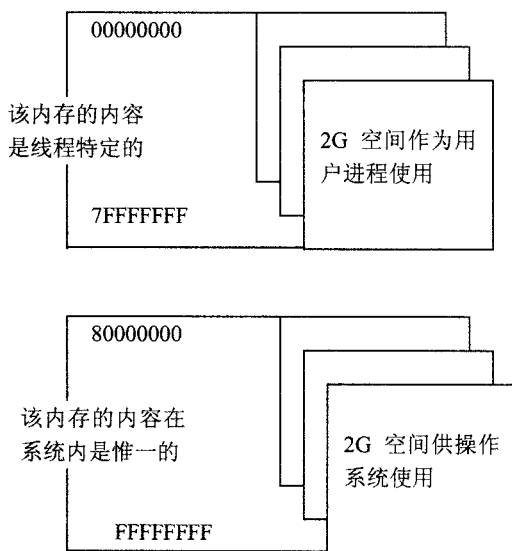 00000000
该内存的内容
是线程特定的
2G 空间作为用
户进程使用
7FFFFFFF
80000000
该内存的内容在
系统内是惟一的
2G 空间供操作
系统使用
FFFFFFFF